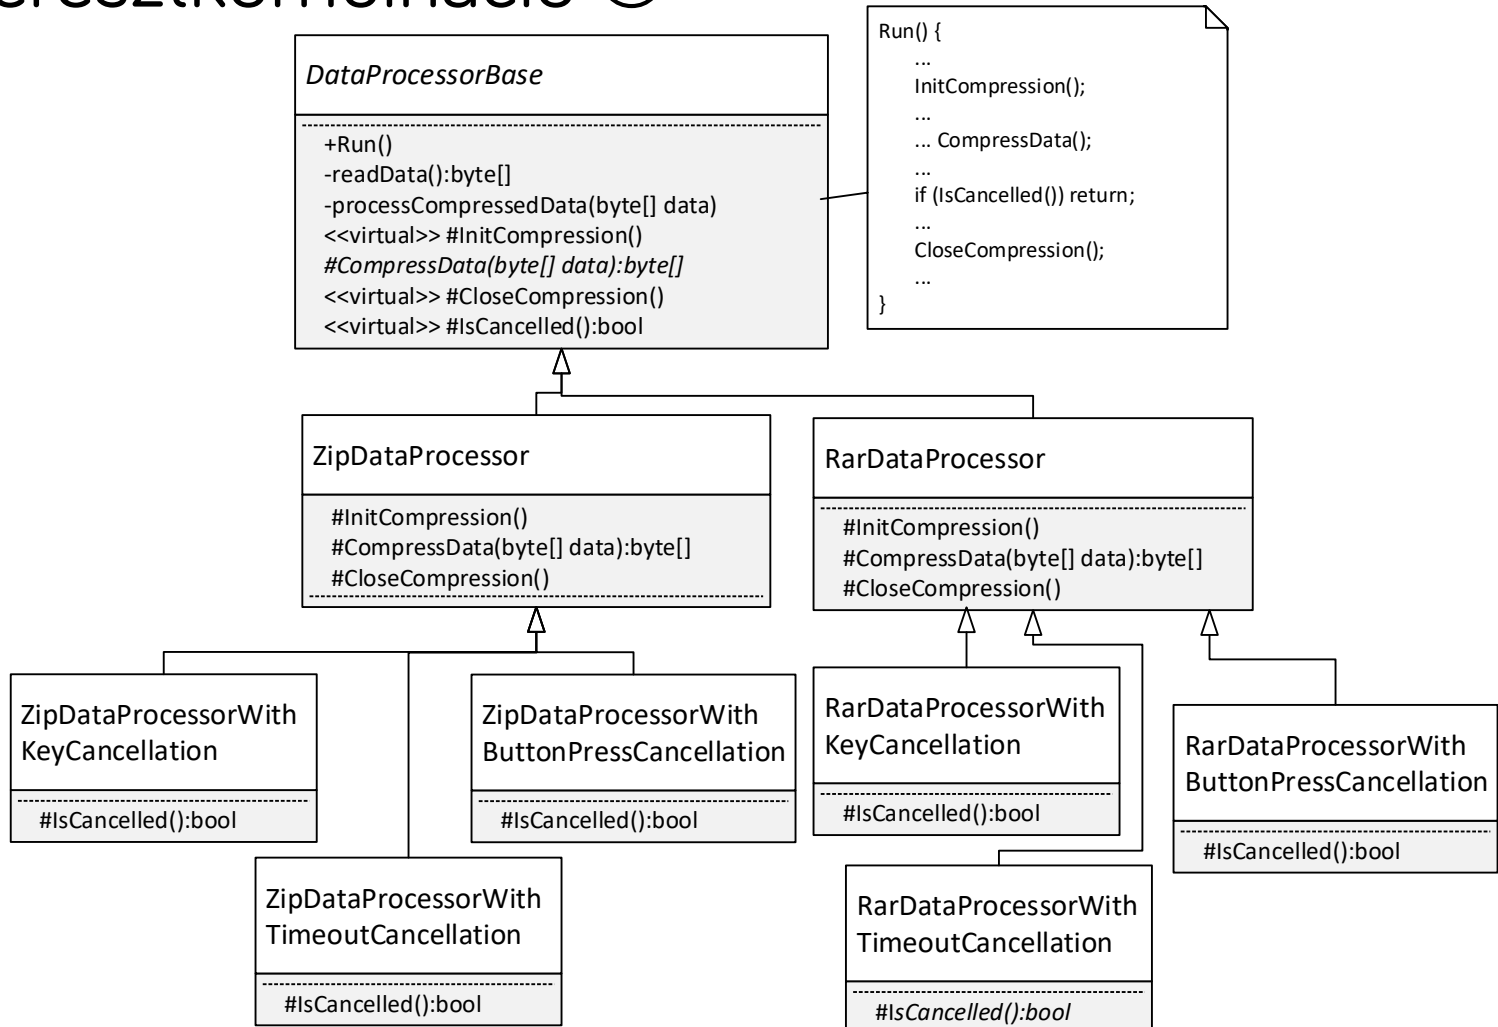 DataProcessorBase
+Run()
-readData():byte[]
-processCompressedData(byte[] data)
<<virtual>> #InitCompression()
#CompressData(byte[] data):byte[]
<<virtual>> #CloseCompression()
<<virtual>> #IsCancelled():bool
Run() {
...
InitCompression();
...
... CompressData();
...
if (IsCancelled()) return;
...
CloseCompression();
...
}
ZipDataProcessor
#InitCompression()
#CompressData(byte[] data):byte[]
#CloseCompression()
RarDataProcessor
#InitCompression()
#CompressData(byte[] data):byte[]
#CloseCompression()
ZipDataProcessorWith
KeyCancellation
#IsCancelled():bool
ZipDataProcessorWith
ButtonPressCancellation
#IsCancelled():bool
RarDataProcessorWith
KeyCancellation
#IsCancelled():bool
RarDataProcessorWith
ButtonPressCancellation
#IsCancelled():bool
ZipDataProcessorWith
TimeoutCancellation
#IsCancelled():bool
RarDataProcessorWith
TimeoutCancellation
#IsCancelled():bool